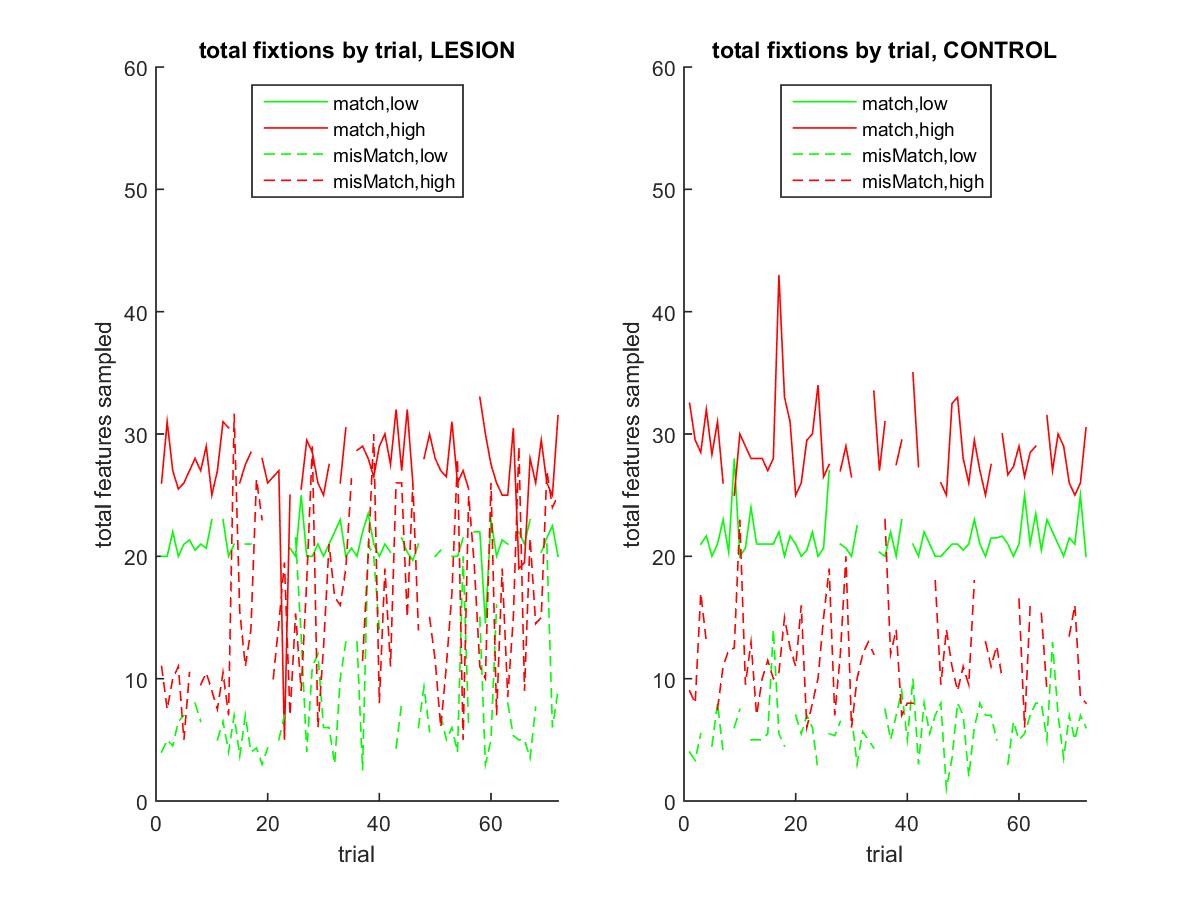 total fixtions by trial, LESION
match,low
match,high
misMatch,low
misMatch,high
total features sampled
60
50
40
30
20
10
0
0 20 40 60
trial
total fixtions by trial, CONTROL
match,low
match,high
misMatch,low
misMatch,high
total features sampled
60
50
40
30
20
10
0
0 20 40 60
trial